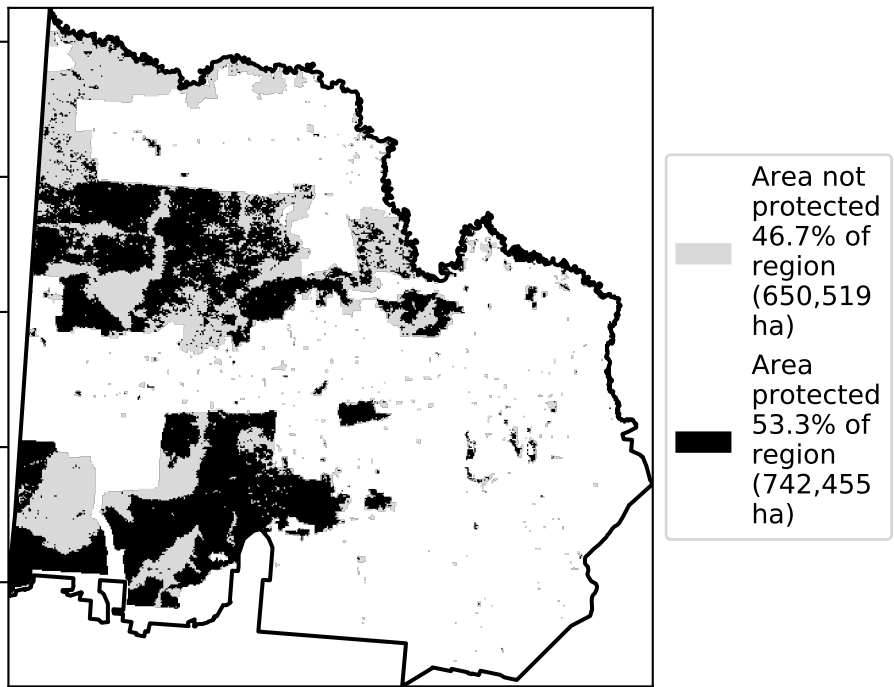 Area not
protected
46.7% of
region
(650,519
ha)
Area
protected
53.3% of
region
(742,455
ha)